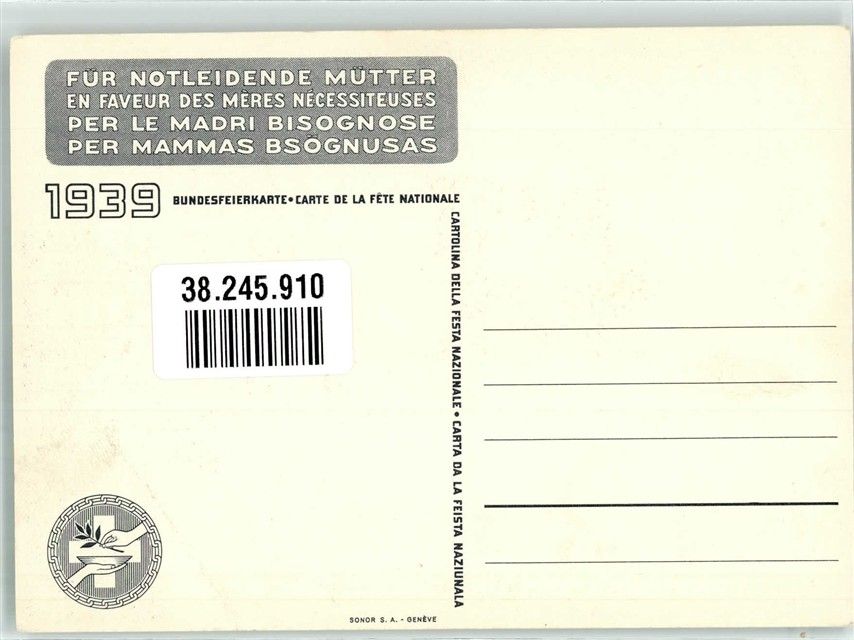 FÜR NOTLEIDENDE MÜTTER
EN FAVEUR DES MÈRES NÉCESSITEUSES
PER LE MADRI BISOGNOSE
PER MAMMAS BSÖGNUSAS
1939 BUNDESFEIERKARTE•CARTE DE LA FÊTE NATIONALE
CARTOLINA DELLA FESTA NAZIONALE • CARTA DA LA FEISTA NAZIUNALA
38.245.910
SONOR S. A. - GENÈVE